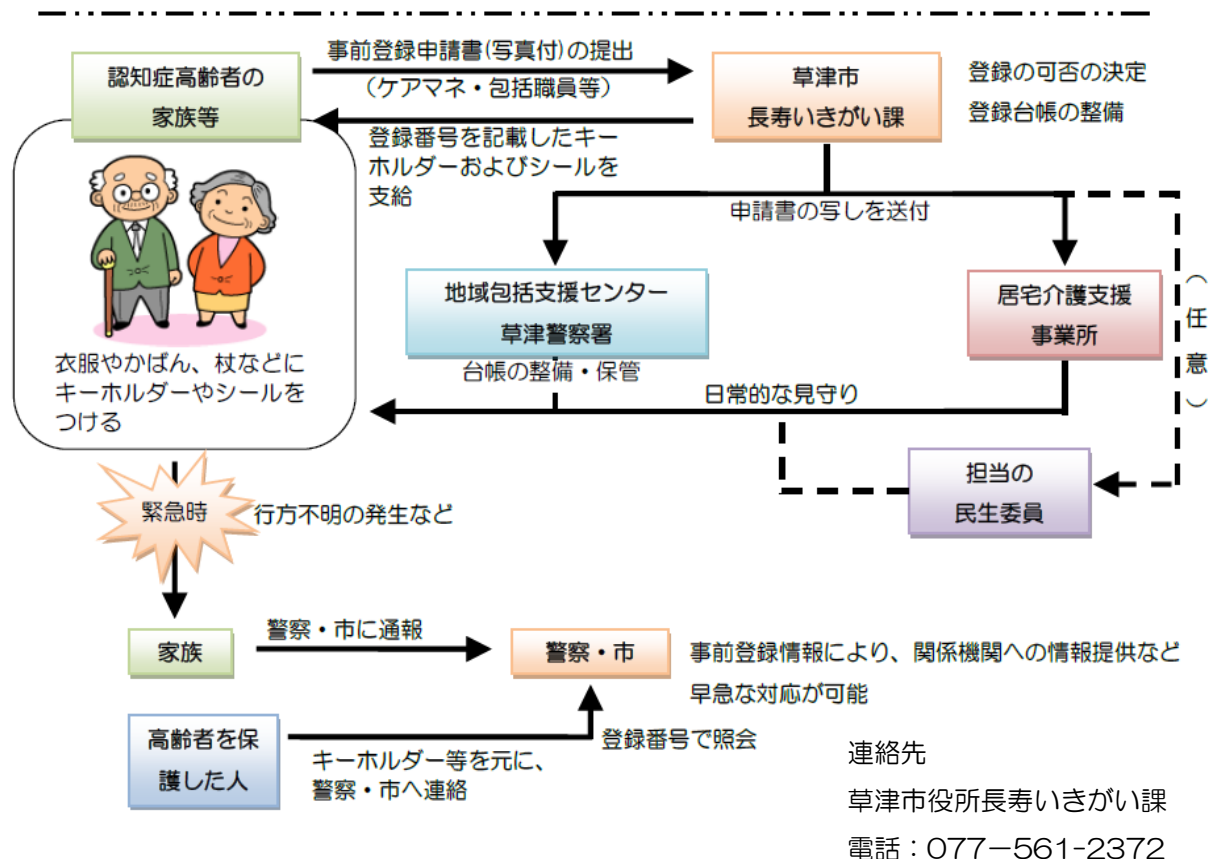 認知症高齢者の
家族等
事前登録申請書(写真付)の提出
（ケアマネ・包括職員等）
草津市
長寿いきがい課
登録の可否の決定
登録台帳の整備
登録番号を記載したキー
ホルダーおよびシールを
支給
申請書の写しを送付
地域包括支援センター
草津警察署
台帳の整備・保管
居宅介護支援
事業所
（任意）
衣服やかばん、杖などに
キーホルダーやシールを
つける
日常的な見守り
担当の
民生委員
緊急時
行方不明の発生など
家族
警察・市に通報
警察・市
事前登録情報により、関係機関への情報提供など
早急な対応が可能
高齢者を保
護した人
キーホルダー等を元に、
警察・市へ連絡
登録番号で照会
連絡先
草津市役所長寿いきがい課
電話：077－561-2372